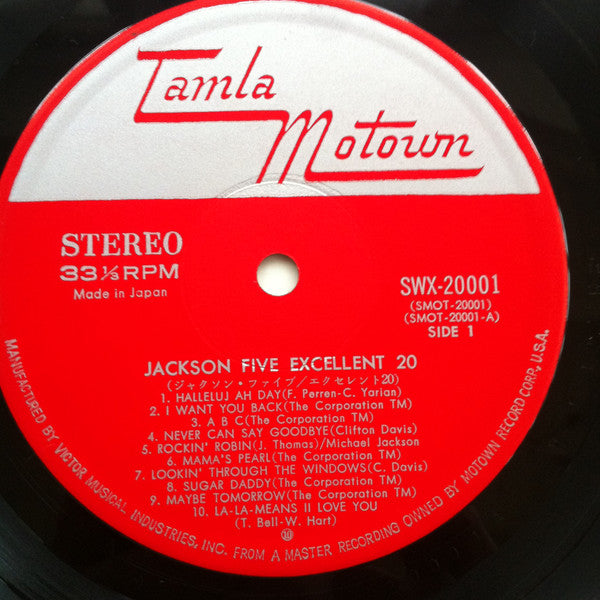 Tamla
Motown
STEREO
33 1/3 RPM
Made in Japan
SWX-20001
(SMOT-20001)
(SMOT-20001-A)
SIDE 1
JACKSON FIVE EXCELLENT 20
(ジャクソン・ファイブ/エクセレント20)
1. HALLELUJ AH DAY(F. Perren-C. Yarian)
2. I WANT YOU BACK(The Corporation TM)
3. A B C(The Corporation TM)
4. NEVER CAN SAY GOODBYE(Clifton Davis)
5. ROCKIN' ROBIN(J. Thomas)/Michael Jackson
6. MAMA'S PEARL(The Corporation TM)
7. LOOKIN' THROUGH THE WINDOWS(C. Davis)
8. SUGAR DADDY(The Corporation TM)
9. MAYBE TOMORROW(The Corporation TM)
10. LA-LA-MEANS II LOVE YOU
(T. Bell-W. Hart)
MANUFACTURED BY VICTOR MUSICAL INDUSTRIES, INC. FROM A MASTER RECORDING OWNED BY MOTOWN RECORD CORP., U.S.A.